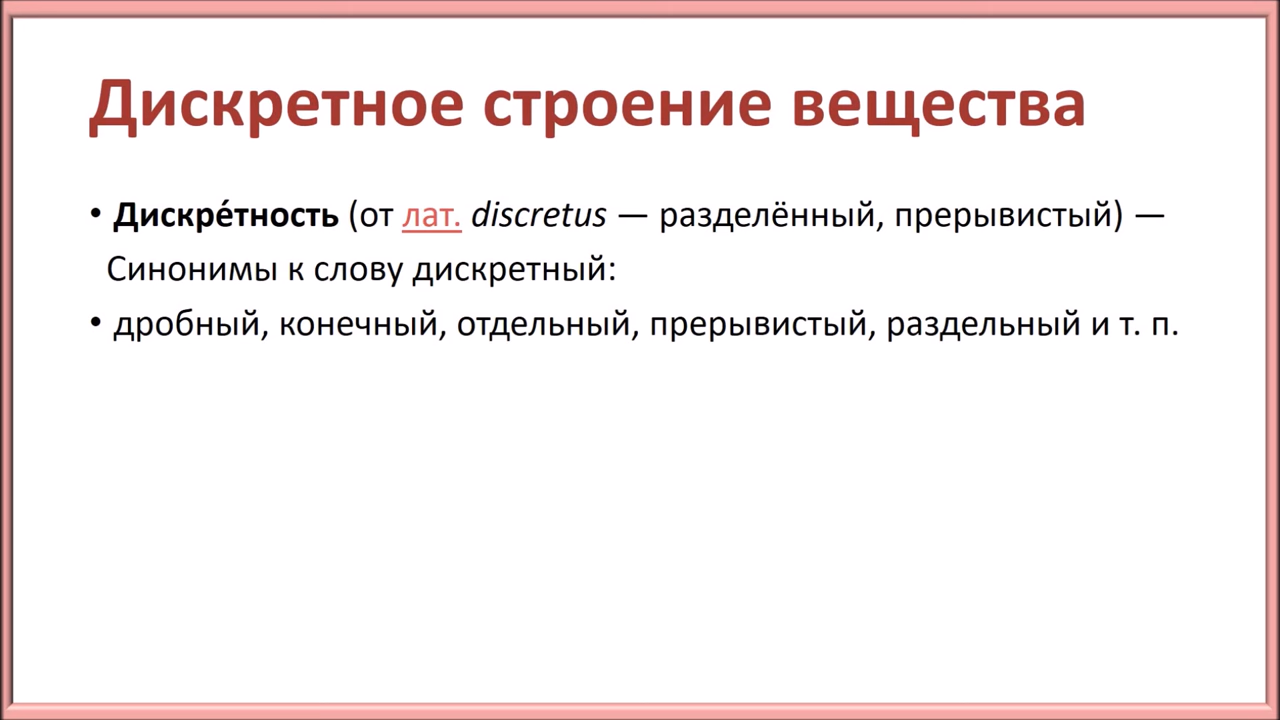 Дискретное строение вещества
• Дискре́тность (от лат. discretus — разделённый, прерывистый) —
Синонимы к слову дискретный:
• дробный, конечный, отдельный, прерывистый, раздельный и т. п.